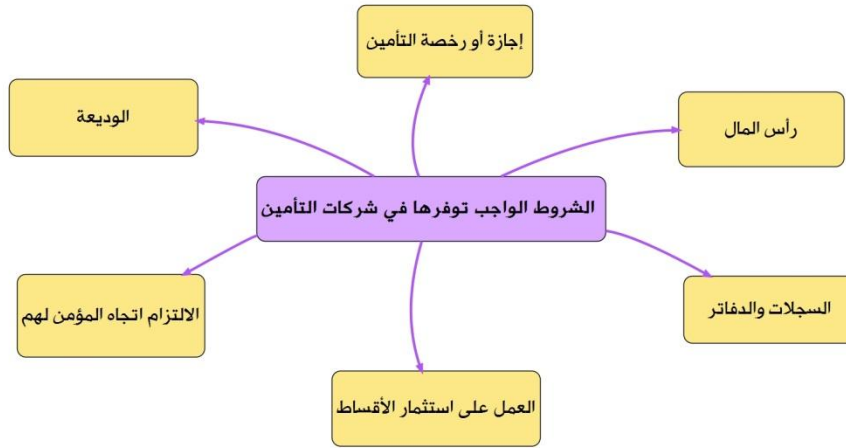 إجازة أو رخصة التأمين
رأس المال
الوديعة
الشروط الواجب توفرها في شركات التأمين
السجلات والدفاتر
الالتزام اتجاه المؤمن لهم
العمل على استثمار الأقساط